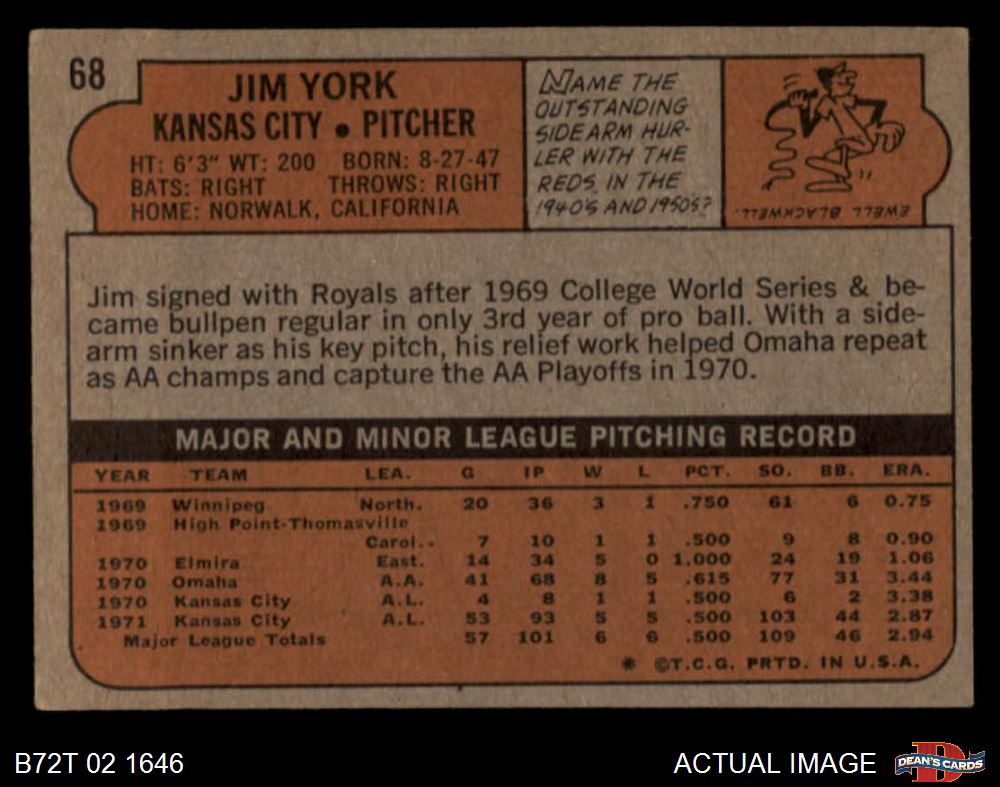 68
JIM YORK
KANSAS CITY • PITCHER
HT: 6'3" WT: 200 BORN: 8-27-47
BATS: RIGHT THROWS: RIGHT
HOME: NORWALK, CALIFORNIA
NAME THE
OUTSTANDING
SIDEARM HUR-
LER WITH THE
REDS IN THE
1940'S AND 1950S?
EWELL BLACKWELL.
Jim signed with Royals after 1969 College World Series & be-
came bullpen regular in only 3rd year of pro ball. With a side-
arm sinker as his key pitch, his relief work helped Omaha repeat
as AA champs and capture the AA Playoffs in 1970.
MAJOR AND MINOR LEAGUE PITCHING RECORD
YEAR TEAM LEA. G IP W L PCT. SO. BB. ERA.
1969 Winnipeg North. 20 36 3 1 .750 61 6 0.75
1969 High Point-Thomasville
Carol. 7 10 1 1 .500 9 8 0.90
1970 Elmira East. 14 34 5 0 1.000 24 19 1.06
1970 Omaha A.A. 41 68 8 5 .615 77 31 3.44
1970 Kansas City A.L. 4 8 1 1 .500 6 2 3.38
1971 Kansas City A.L. 53 93 5 5 .500 103 44 2.87
Major League Totals 57 101 6 6 .500 109 46 2.94
* ©T.C.G. PRTD. IN U.S.A.
B72T 02 1646
ACTUAL IMAGE
D
DEAN'S CARDS